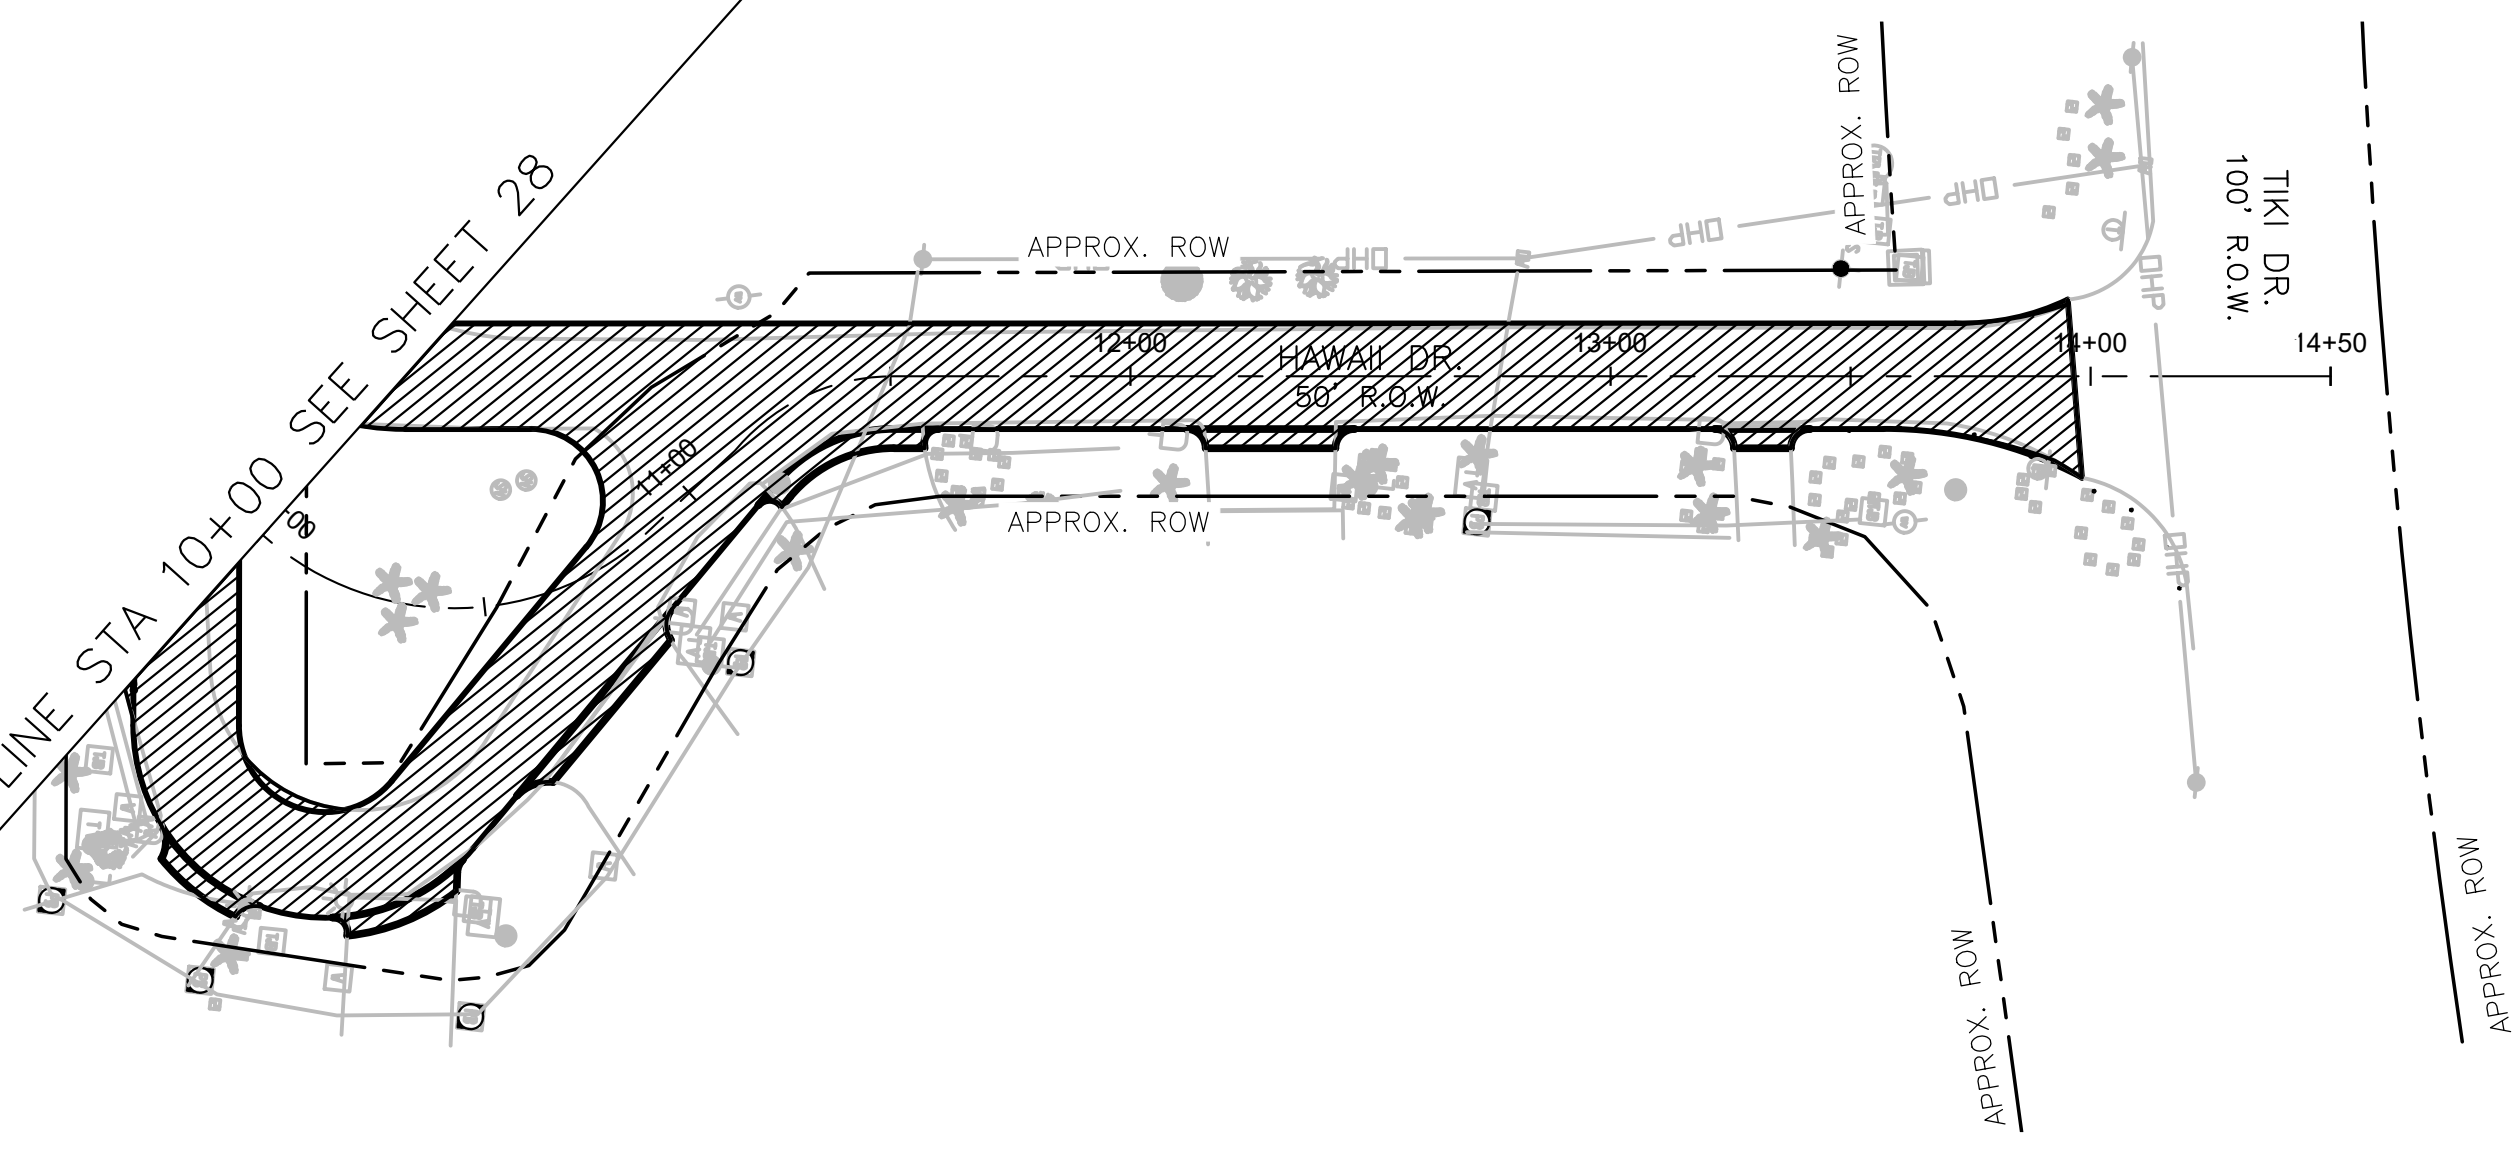 LINE STA 10+00 SEE SHEET 28
APPROX. ROW
APPROX. ROW
OHP
OHP
OHP
TIKI DR.
100' R.O.W.
OHP
12+00
13+00
14+00
14+50
HAWAII DR.
50' R.O.W.
11+00
APPROX. ROW
OHP
APPROX. ROW
APPROX. ROW